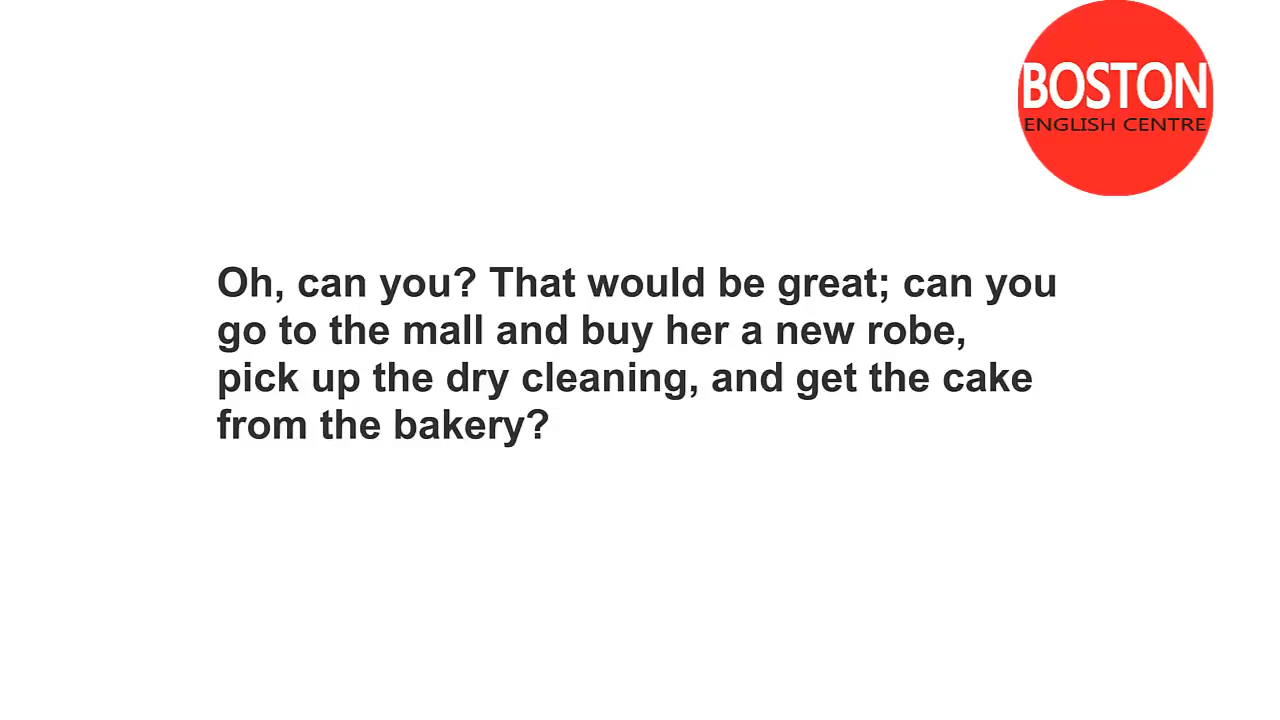 BOSTON
ENGLISH CENTRE
Oh, can you? That would be great; can you
go to the mall and buy her a new robe,
pick up the dry cleaning, and get the cake
from the bakery?